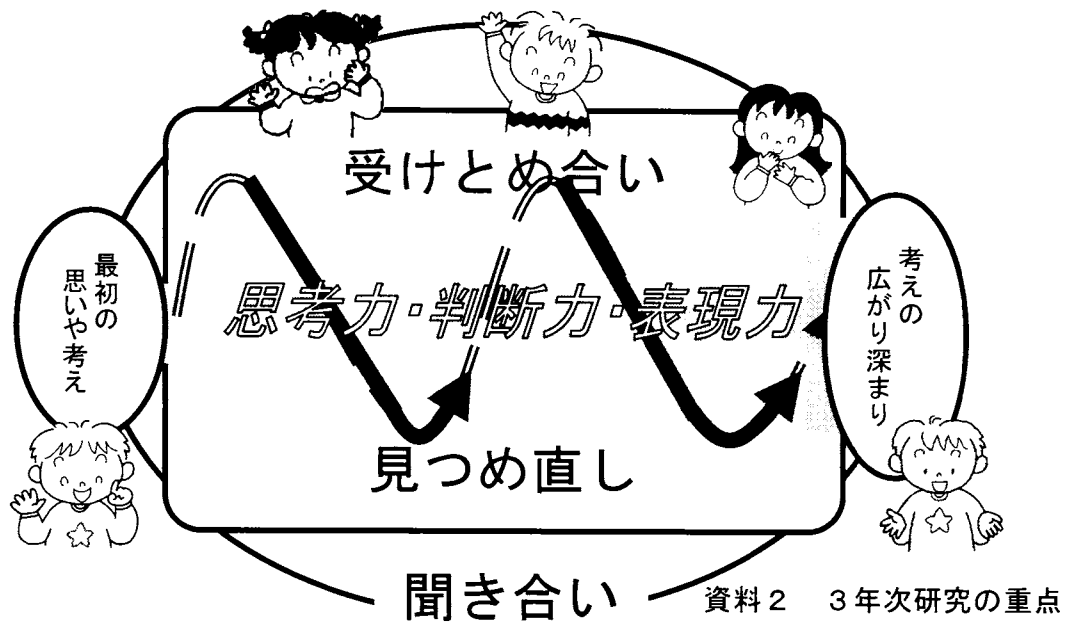 受けとめ合い
最初の
思いや考え
思考力・判断力・表現力
考えの
広がり深まり
見つめ直し
聞き合い
資料２　３年次研究の重点